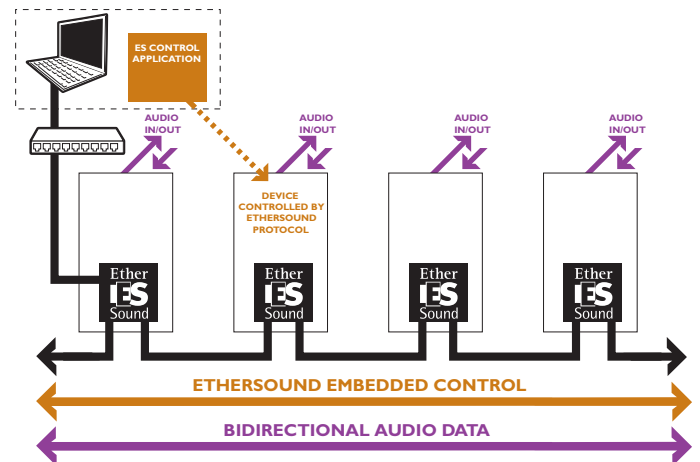 ES CONTROL
APPLICATION
AUDIO
IN/OUT
AUDIO
IN/OUT
AUDIO
IN/OUT
AUDIO
IN/OUT
DEVICE
CONTROLLED BY
ETHERSOUND
PROTOCOL
Ether
ES
Sound
Ether
ES
Sound
Ether
ES
Sound
Ether
ES
Sound
ETHERSOUND EMBEDDED CONTROL
BIDIRECTIONAL AUDIO DATA